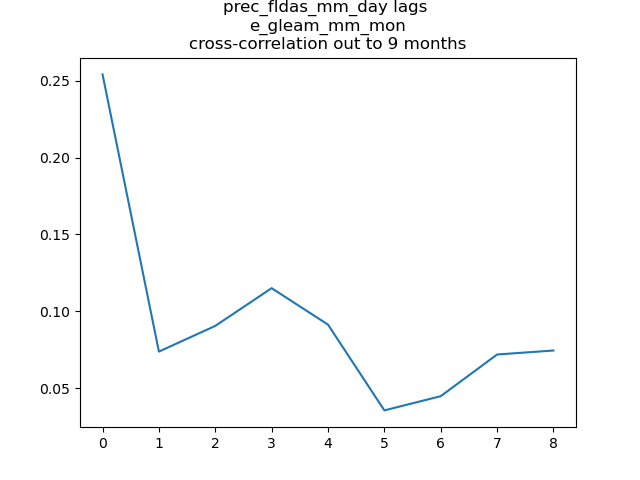 prec_fldas_mm_day lags
e_gleam_mm_mon
cross-correlation out to 9 months
0.25
0.20
0.15
0.10
0.05
0 1 2 3 4 5 6 7 8